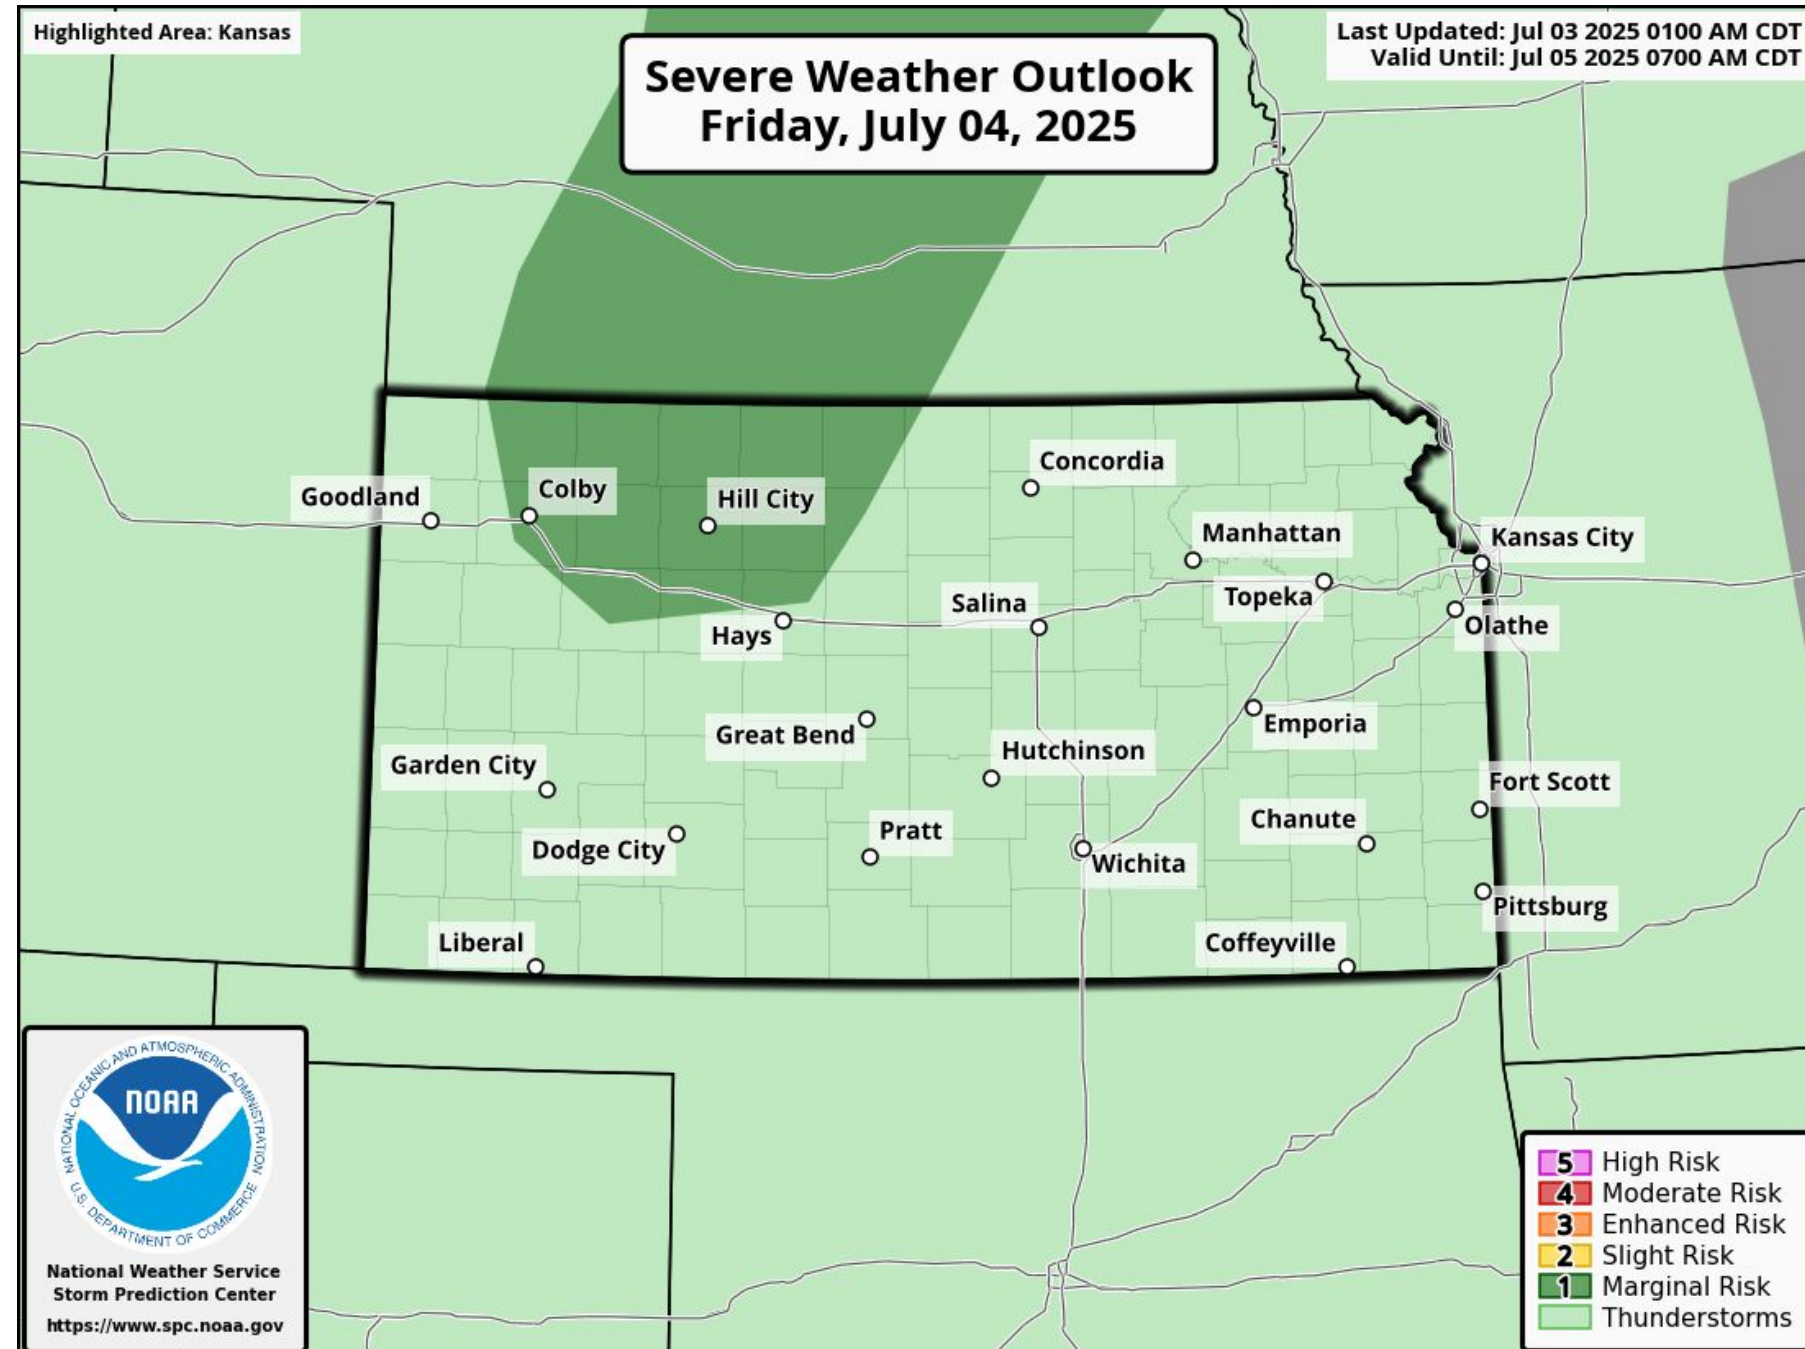 Highlighted Area: Kansas
Last Updated: Jul 03 2025 0100 AM CDT
Valid Until: Jul 05 2025 0700 AM CDT
Severe Weather Outlook
Friday, July 04, 2025
Concordia
Goodland
Colby
Hill City
Manhattan
Kansas City
Topeka
Salina
Hays
Olathe
Great Bend
Emporia
Garden City
Hutchinson
Fort Scott
Chanute
Dodge City
Pratt
Wichita
Pittsburg
Liberal
Coffeyville
NATIONAL OCEANIC AND ATMOSPHERIC ADMINISTRATION
NOAA
U.S. DEPARTMENT OF COMMERCE
National Weather Service
Storm Prediction Center
https://www.spc.noaa.gov
5 High Risk
4 Moderate Risk
3 Enhanced Risk
2 Slight Risk
1 Marginal Risk
Thunderstorms